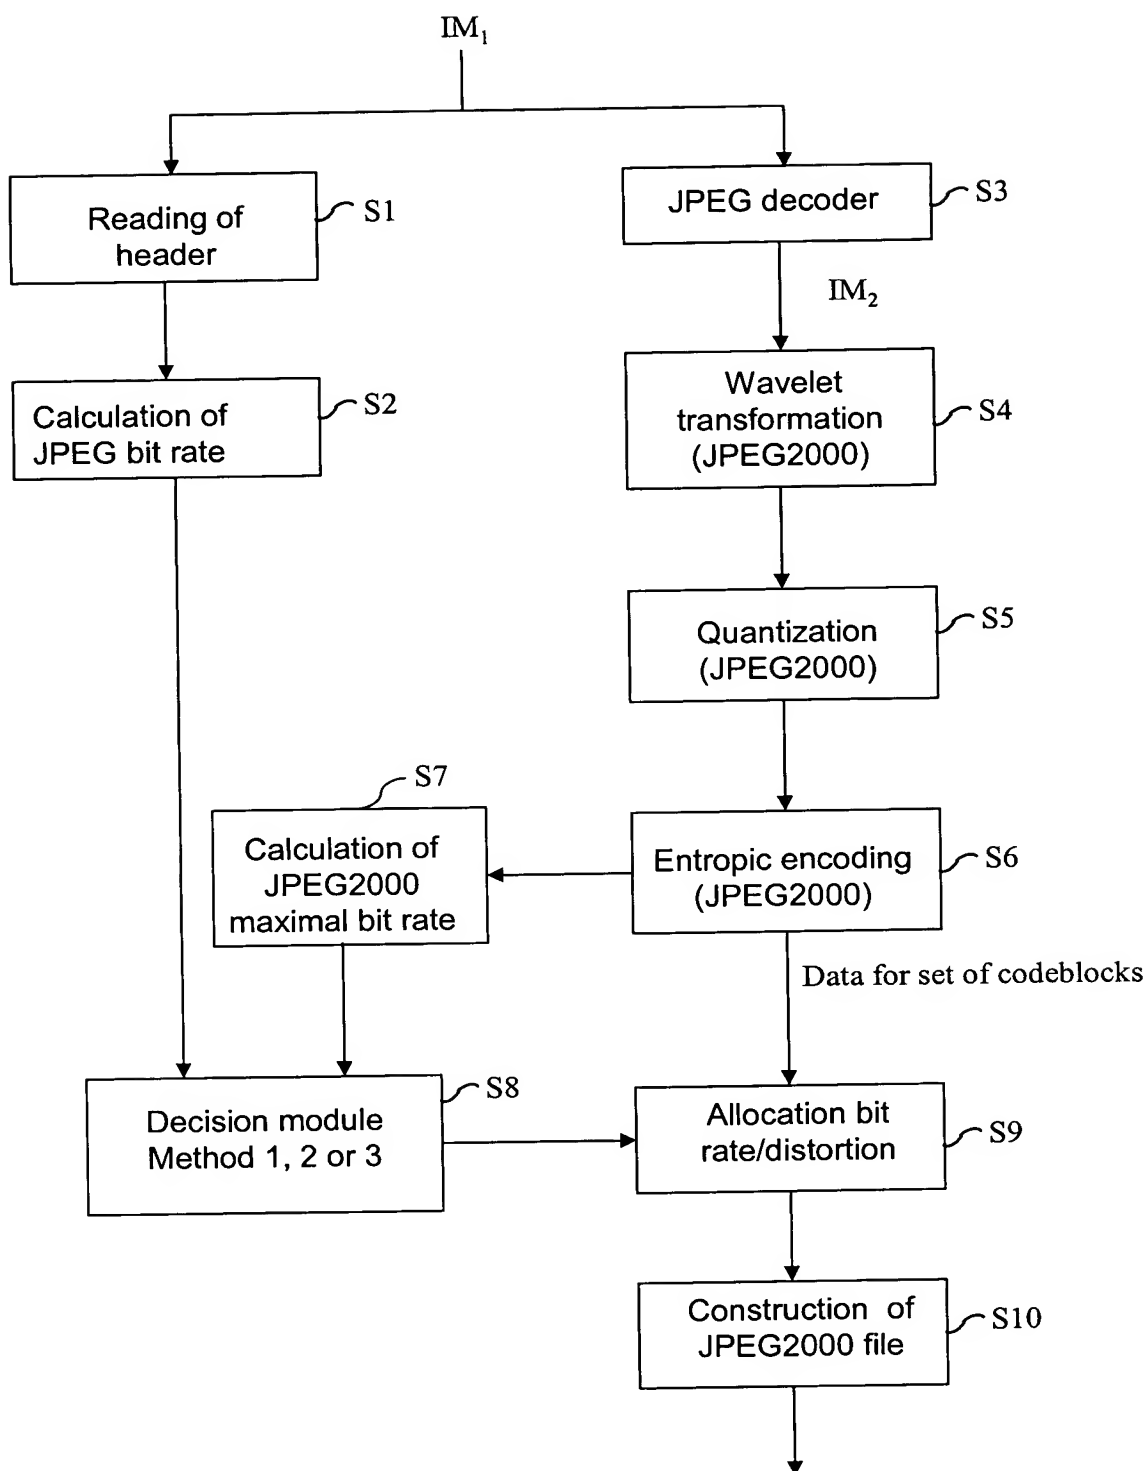 IM₁
Reading of
header
S1
JPEG decoder
S3
IM₂
Calculation of
JPEG bit rate
S2
Wavelet
transformation
(JPEG2000)
S4
Quantization
(JPEG2000)
S5
S7
Calculation of
JPEG2000
maximal bit rate
Entropic encoding
(JPEG2000)
S6
Data for set of codeblocks
Decision module
Method 1, 2 or 3
S8
Allocation bit
rate/distortion
S9
Construction of
JPEG2000 file
S10